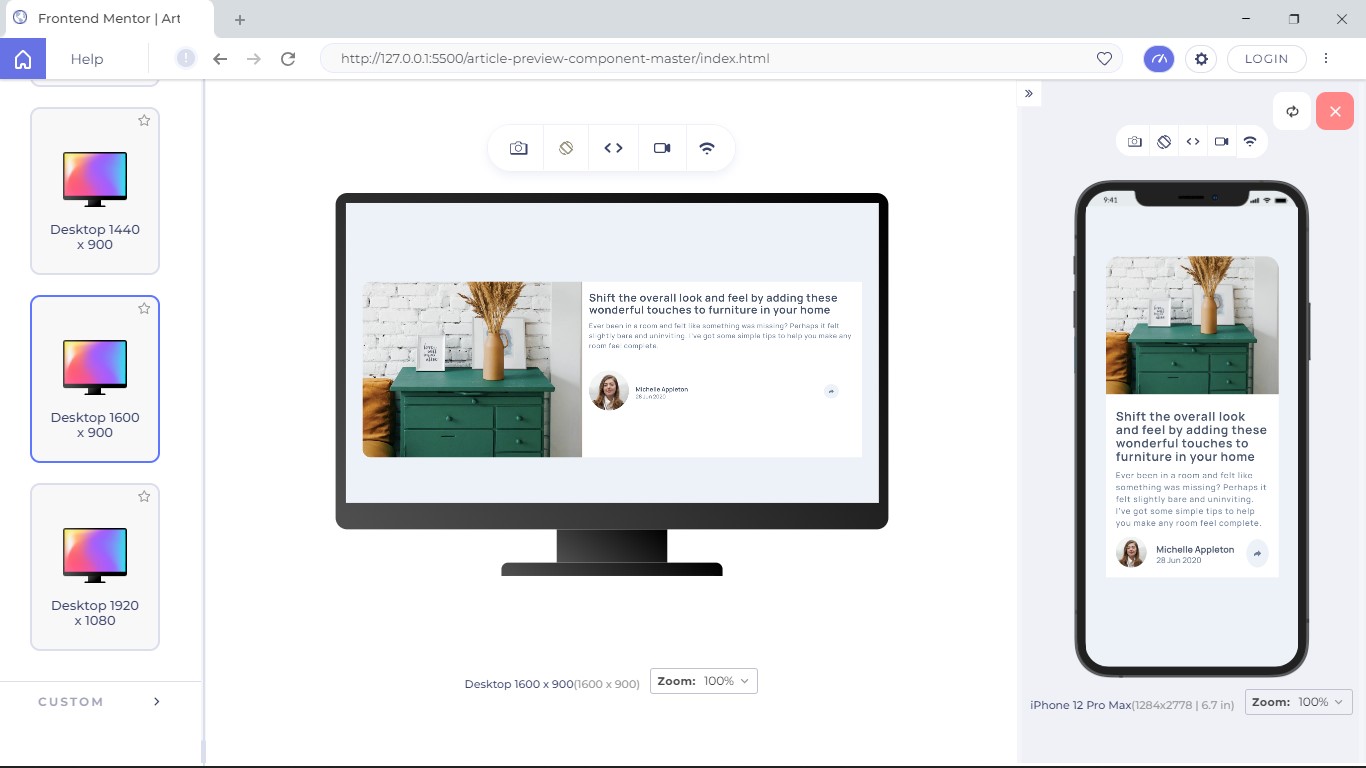 Frontend Mentor | Art
Help
http://127.0.0.1:5500/article-preview-component-master/index.html
LOGIN
Desktop 1440
x 900
Desktop 1600
x 900
Desktop 1920
x 1080
CUSTOM
Shift the overall look and feel by adding these
wonderful touches to furniture in your home
Ever been in a room and felt like something was missing? Perhaps it felt
slightly bare and uninviting. I've got some simple tips to help you make any
room feel complete.
Michelle Appleton
28 Jun 2020
Desktop 1600 x 900(1600 x 900)
Zoom: 100%
9:41
Shift the overall look
and feel by adding these
wonderful touches to
furniture in your home
Ever been in a room and felt like
something was missing? Perhaps it
felt slightly bare and uninviting.
I've got some simple tips to help
you make any room feel complete.
Michelle Appleton
28 Jun 2020
iPhone 12 Pro Max(1284x2778 | 6.7 in)
Zoom: 100%